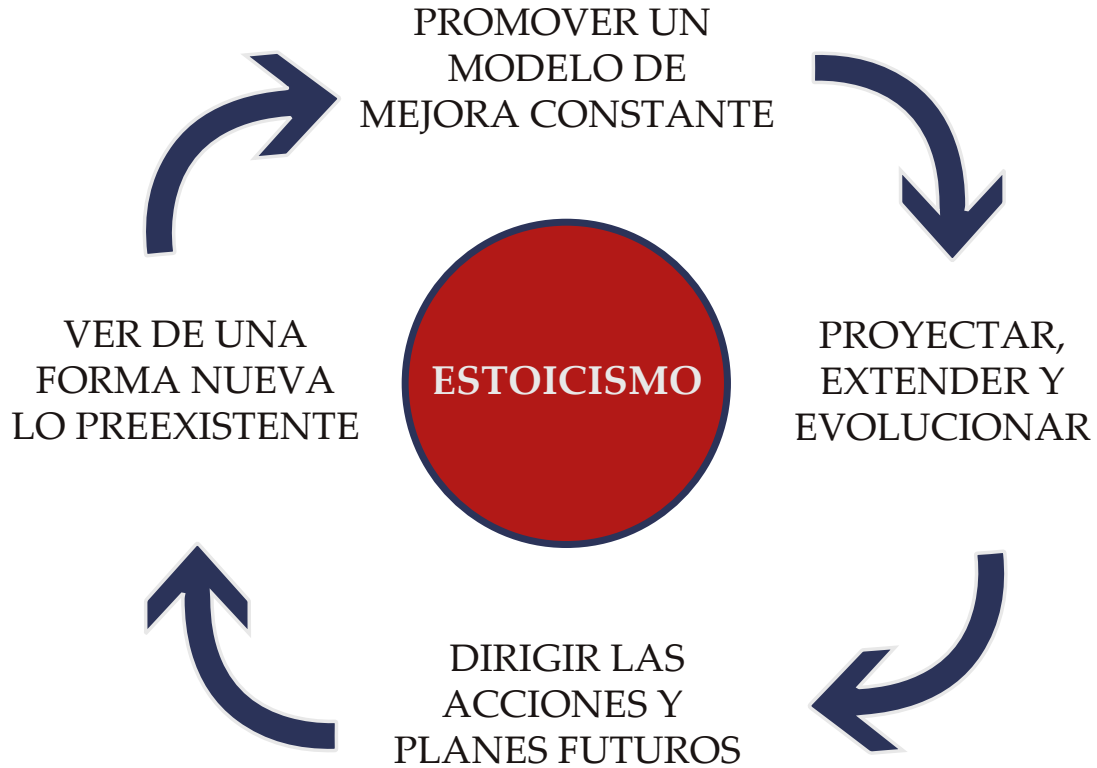 PROMOVER UN
MODELO DE
MEJORA CONSTANTE
PROYECTAR,
EXTENDER Y
EVOLUCIONAR
DIRIGIR LAS
ACCIONES Y
PLANES FUTUROS
VER DE UNA
FORMA NUEVA
LO PREEXISTENTE
ESTOICISMO